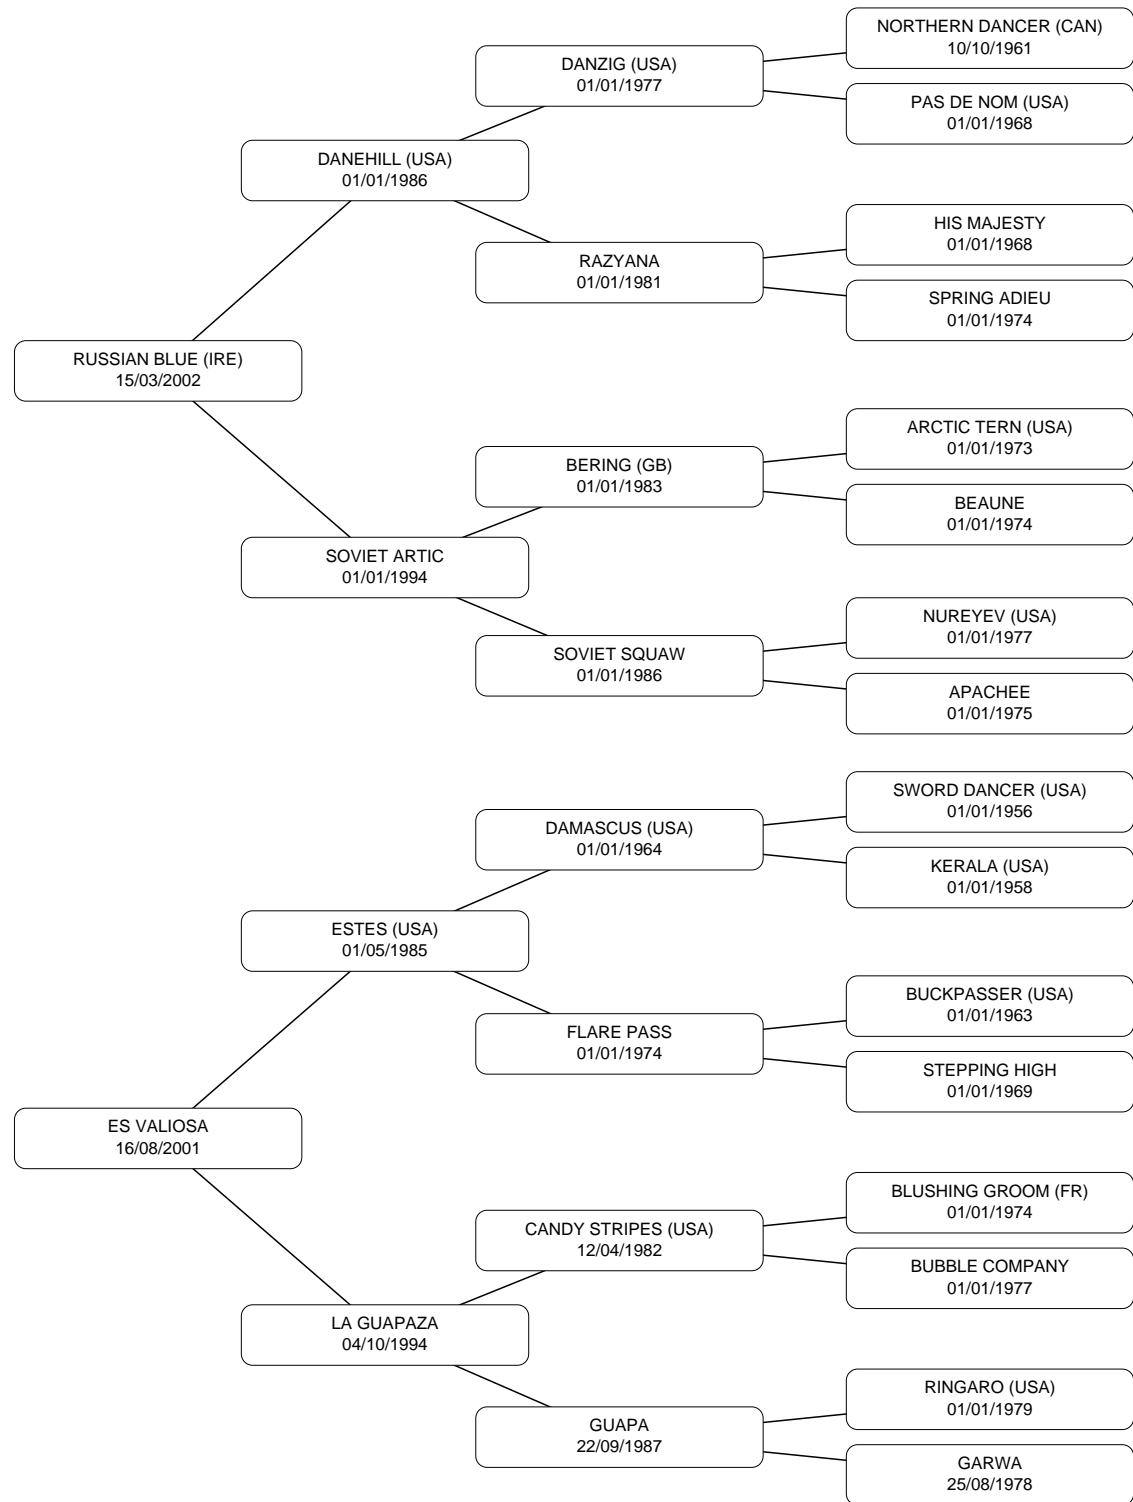 NORTHERN DANCER (CAN)
10/10/1961
DANZIG (USA)
01/01/1977
PAS DE NOM (USA)
01/01/1968
DANEHILL (USA)
01/01/1986
HIS MAJESTY
01/01/1968
RAZYANA
01/01/1981
SPRING ADIEU
01/01/1974
RUSSIAN BLUE (IRE)
15/03/2002
ARCTIC TERN (USA)
01/01/1973
BERING (GB)
01/01/1983
BEAUNE
01/01/1974
SOVIET ARTIC
01/01/1994
NUREYEV (USA)
01/01/1977
SOVIET SQUAW
01/01/1986
APACHEE
01/01/1975
SWORD DANCER (USA)
01/01/1956
DAMASCUS (USA)
01/01/1964
KERALA (USA)
01/01/1958
ESTES (USA)
01/05/1985
BUCKPASSER (USA)
01/01/1963
FLARE PASS
01/01/1974
STEPPING HIGH
01/01/1969
ES VALIOSA
16/08/2001
BLUSHING GROOM (FR)
01/01/1974
CANDY STRIPES (USA)
12/04/1982
BUBBLE COMPANY
01/01/1977
LA GUAPAZA
04/10/1994
RINGARO (USA)
01/01/1979
GUAPA
22/09/1987
GARWA
25/08/1978